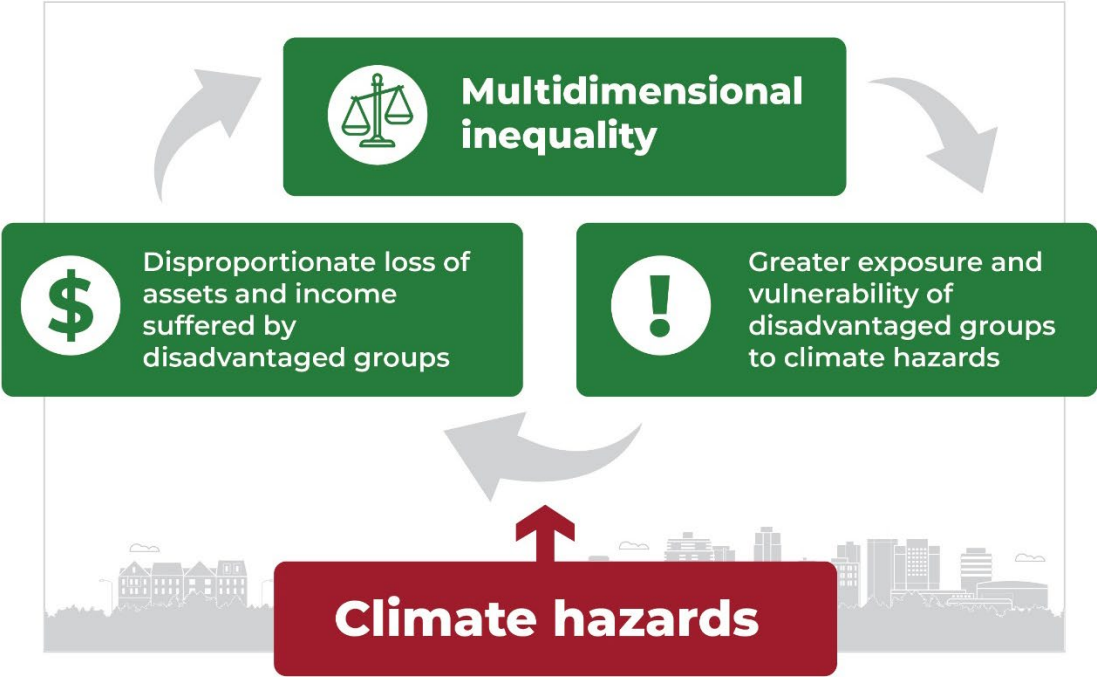 Multidimensional
inequality
$
Disproportionate loss of
assets and income
suffered by
disadvantaged groups
!
Greater exposure and
vulnerability of
disadvantaged groups
to climate hazards
Climate hazards